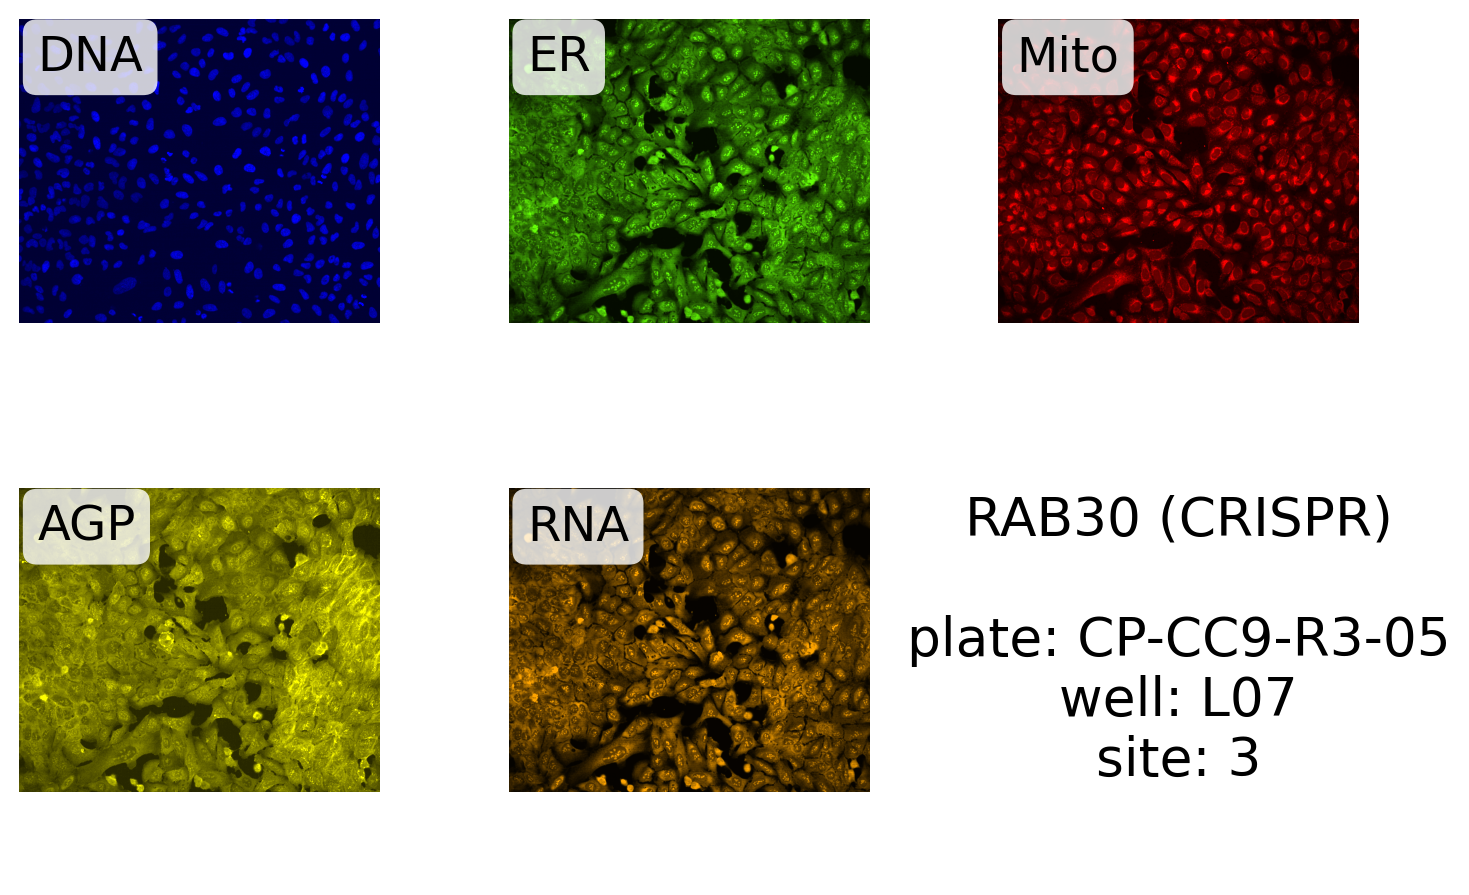 DNA
ER
Mito
AGP
RNA
RAB30 (CRISPR)
plate: CP-CC9-R3-05
well: L07
site: 3